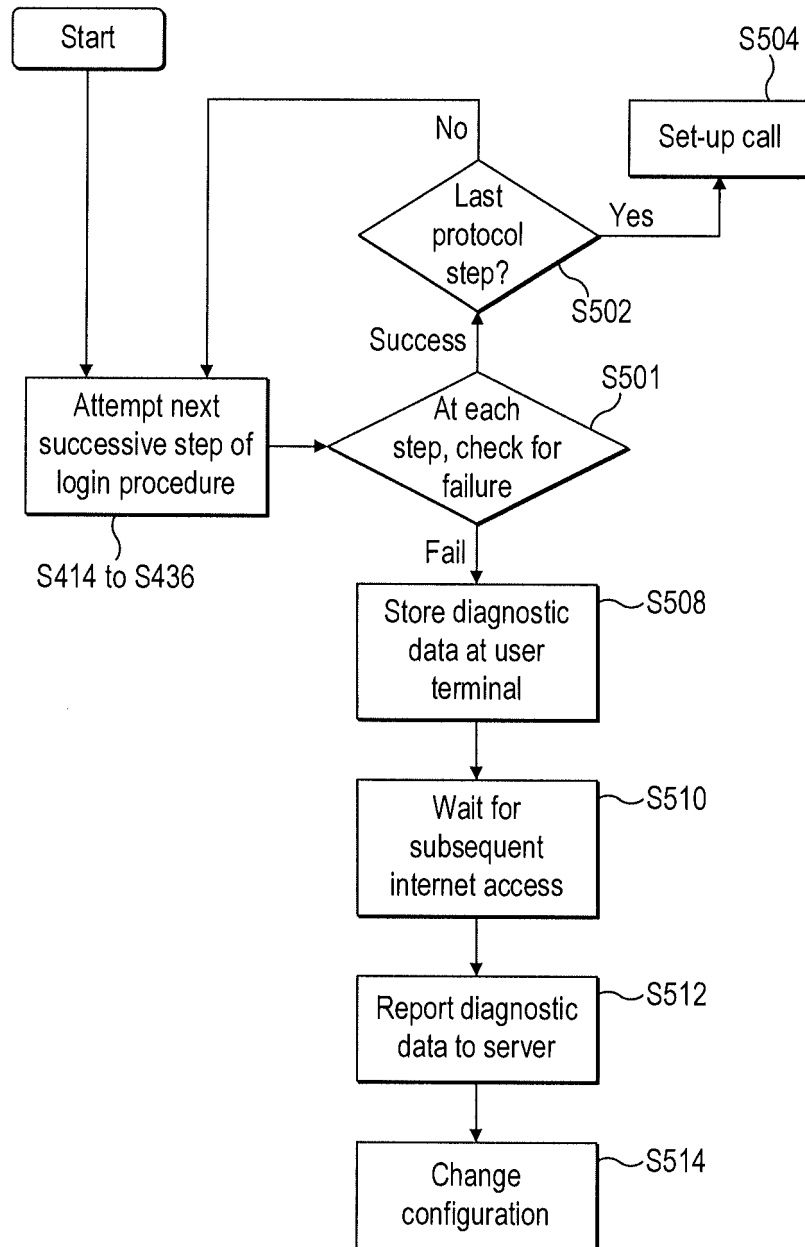 Start
S504
Set-up call
No
Last
protocol
step?
Yes
S502
Success
S501
Attempt next
successive step of
login procedure
At each
step, check for
failure
S414 to S436
Fail
S508
Store diagnostic
data at user
terminal
S510
Wait for
subsequent
internet access
S512
Report diagnostic
data to server
S514
Change
configuration